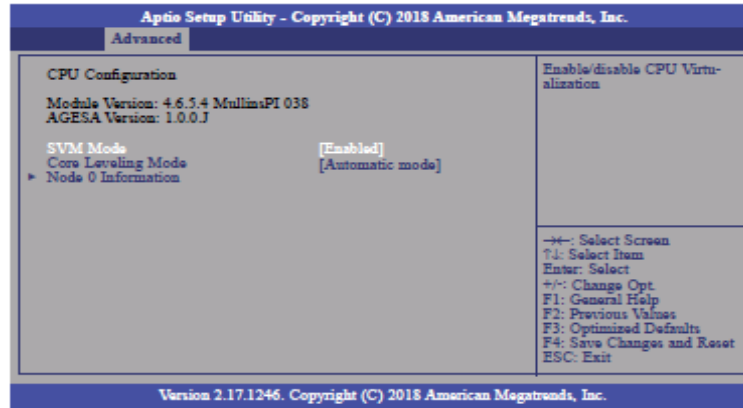 Aptio Setup Utility - Copyright (C) 2018 American Megatrends, Inc.
Advanced
CPU Configuration
Module Version: 4.6.5.4 MullinsPI 038
AGESA Version: 1.0.0.J
SVM Mode [Enabled]
Core Leveling Mode [Automatic mode]
► Node 0 Information
Enable/disable CPU Virtu-
alization
→←: Select Screen
↑↓: Select Item
Enter: Select
+/-: Change Opt.
F1: General Help
F2: Previous Values
F3: Optimized Defaults
F4: Save Changes and Reset
ESC: Exit
Version 2.17.1246. Copyright (C) 2018 American Megatrends, Inc.